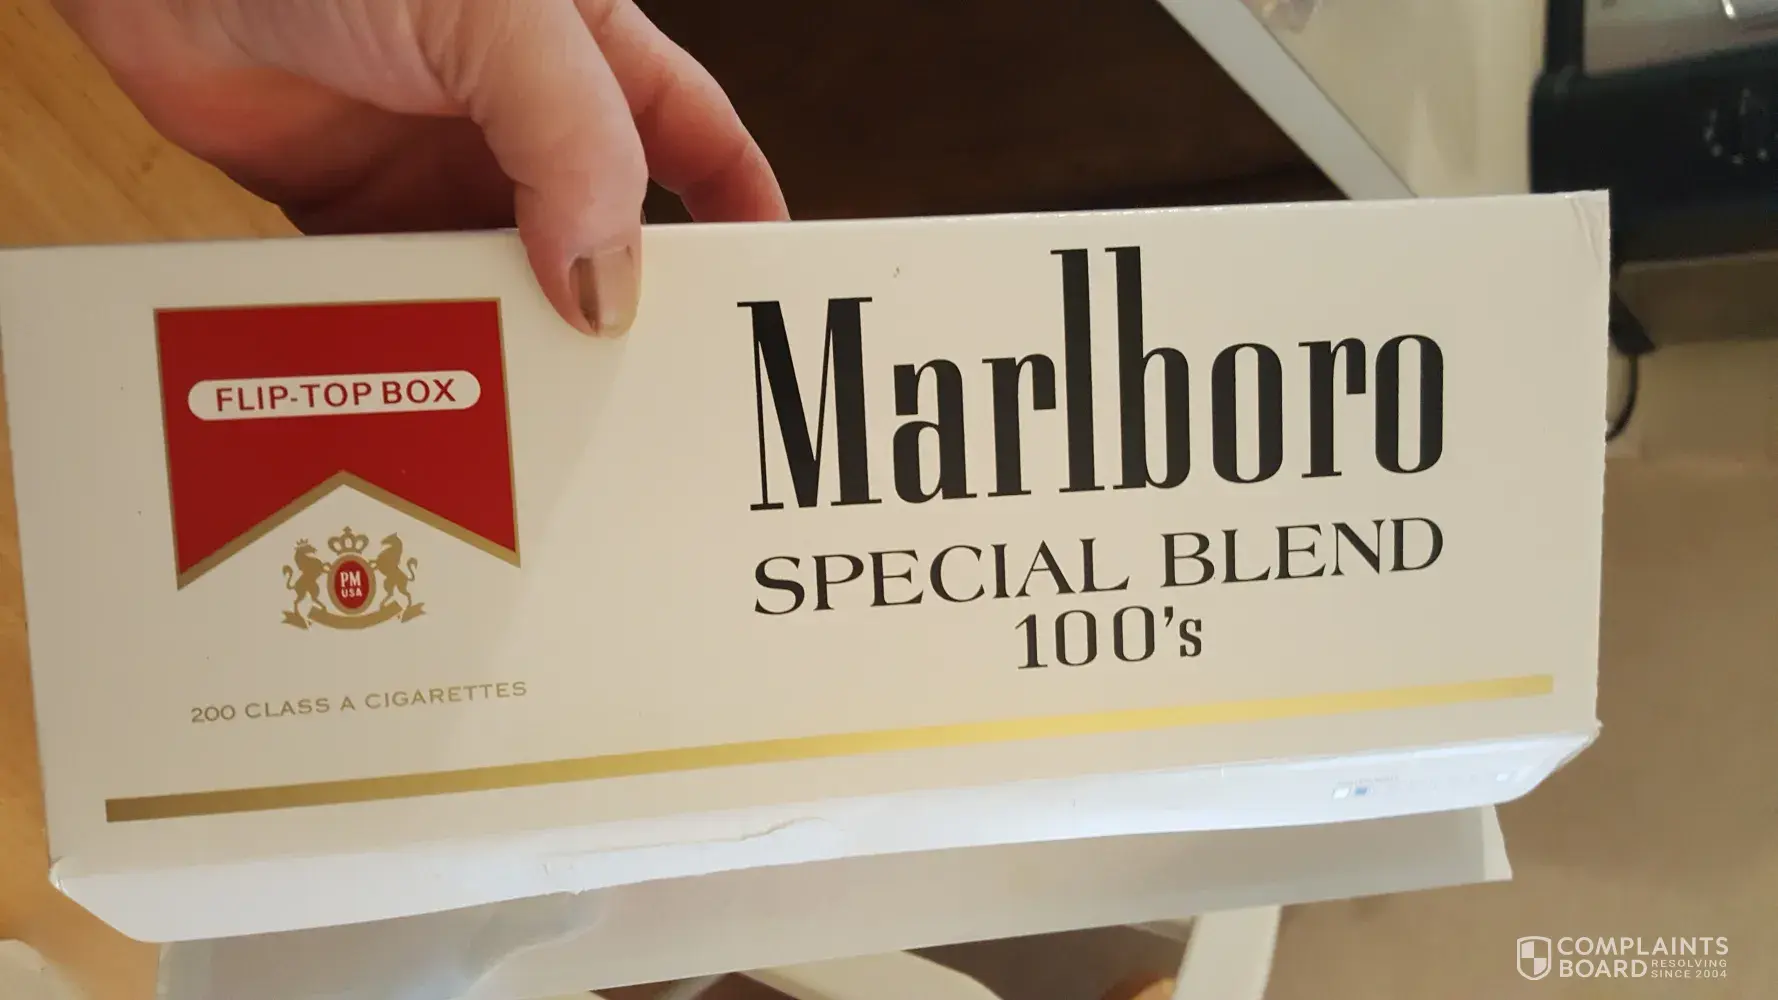 FLIP-TOP BOX
PM
USA
200 CLASS A CIGARETTES
Marlboro
SPECIAL BLEND
100's
COMPLAINTS
BOARD RESOLVING
SINCE 2004